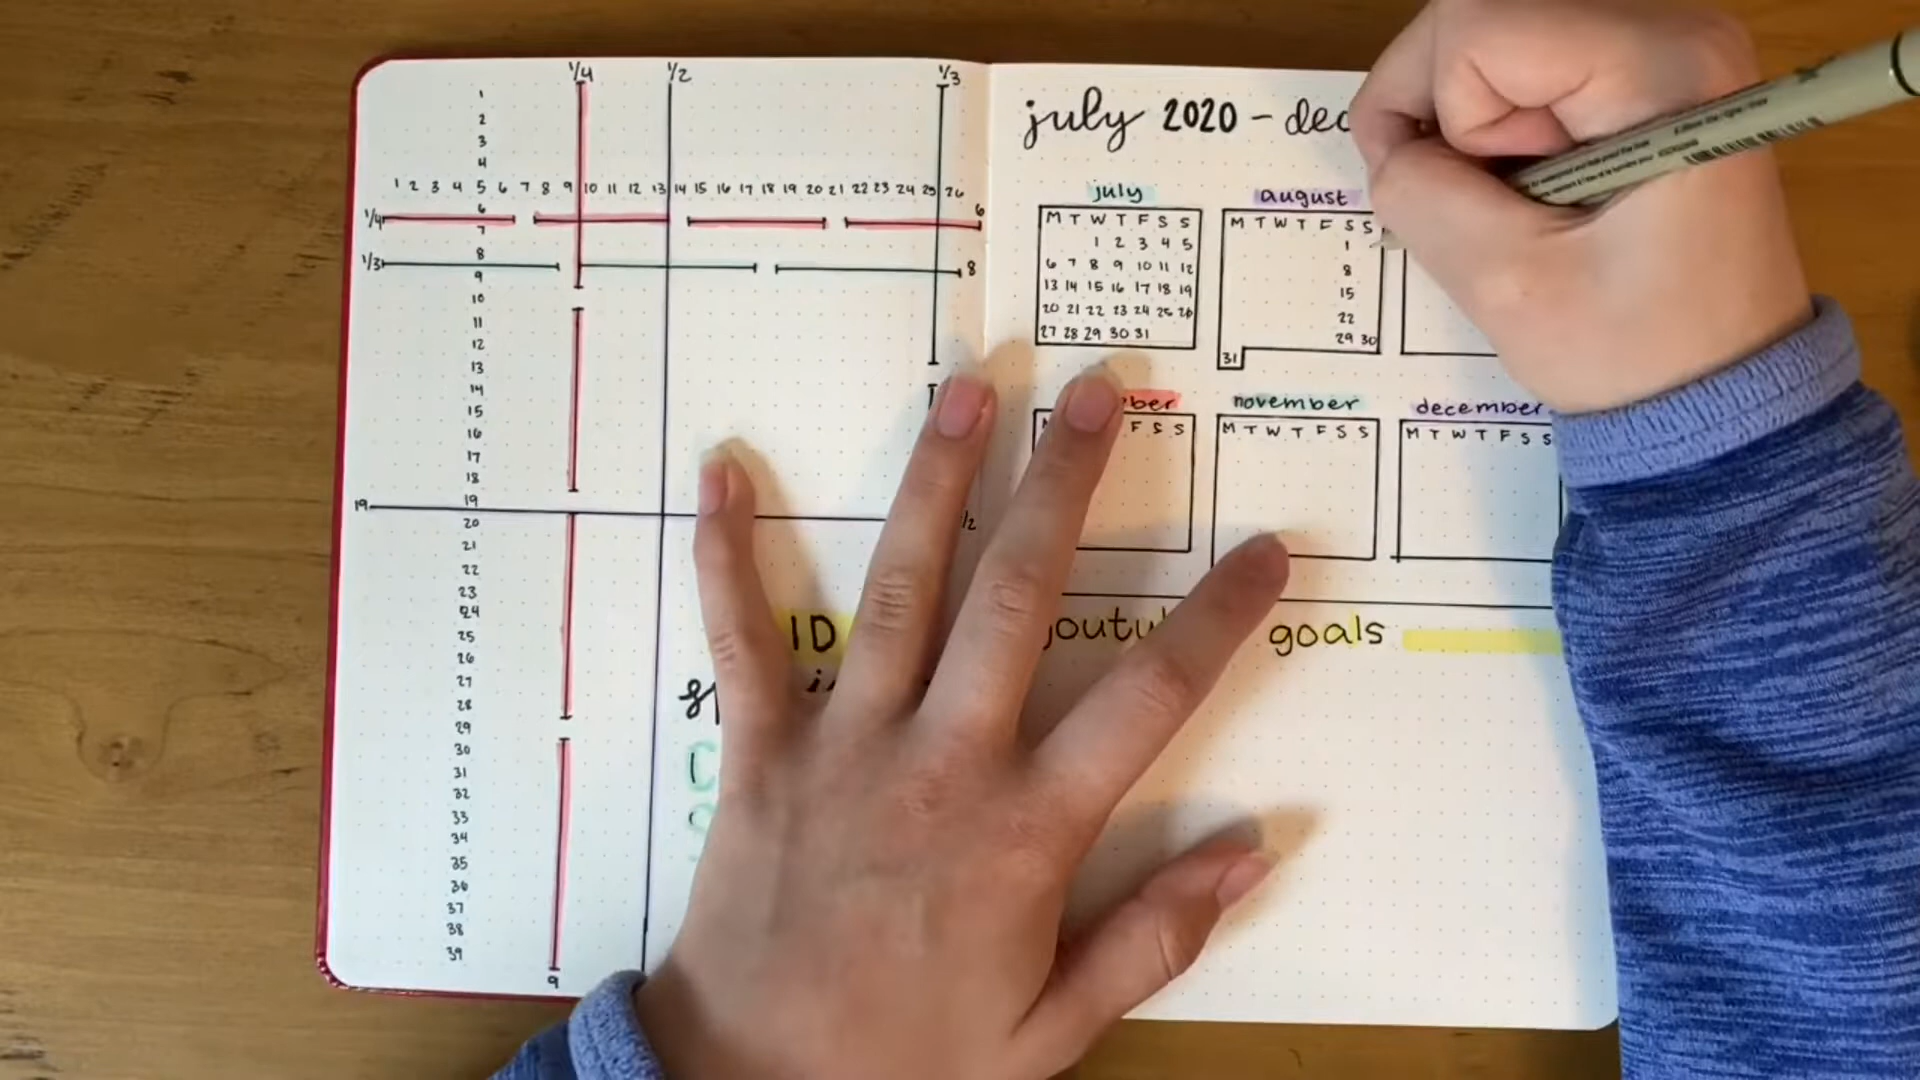 1/4 1/2 1/3
1
2
3
4
1 2 3 4 5 6 7 8 9 10 11 12 13 14 15 16 17 18 19 20 21 22 23 24 25 26
6
1/4 6
7
8
1/3 8
9
10
11
12
13
14
15
16
17
18
19 19
20
21
22
23
24
25
26
27
28
29
30
31
32
33
34
35
36
37
38
39
9
ID
july 2020 - dec
july
M T W T F S S
1 2 3 4 5
6 7 8 9 10 11 12
13 14 15 16 17 18 19
20 21 22 23 24 25 26
27 28 29 30 31
august
M T W T F S S
1
8
15
22
29 30
31
ber
F S S
november
M T W T F S S
december
M T W T F S S
youtu goals